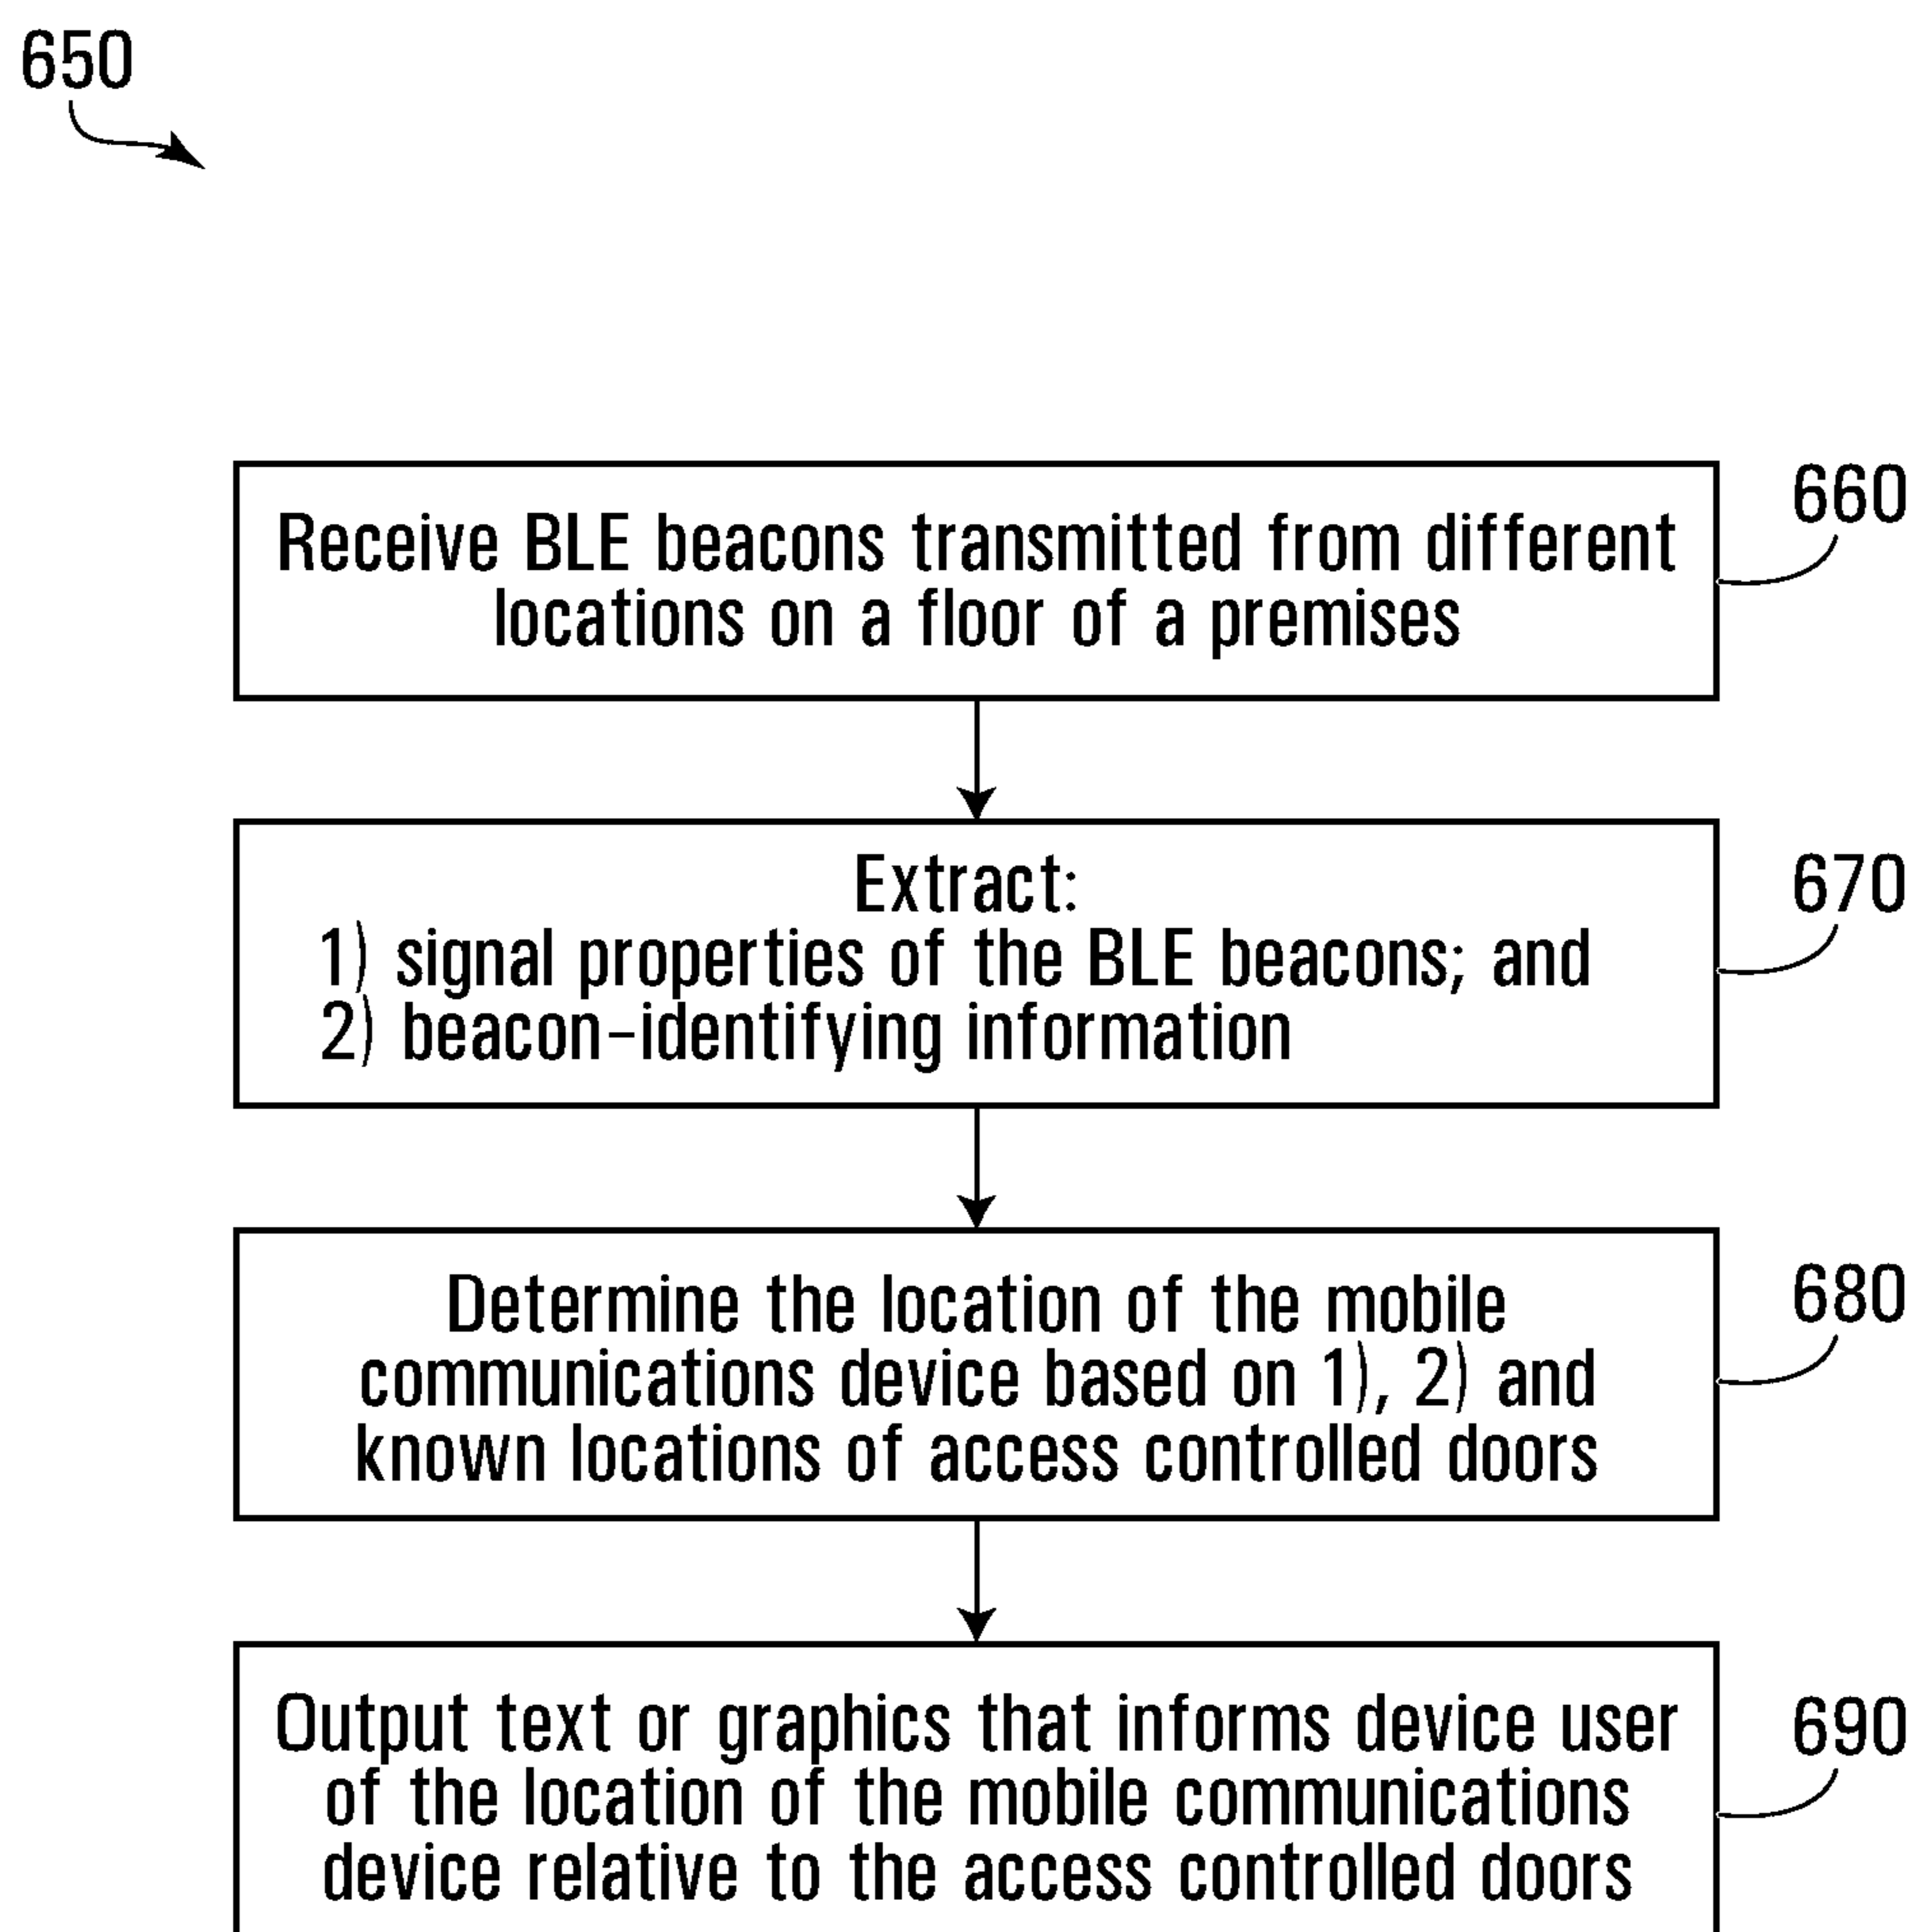 650
660
Receive BLE beacons transmitted from different
locations on a floor of a premises
670
Extract:
1) signal properties of the BLE beacons; and
2) beacon-identifying information
680
Determine the location of the mobile
communications device based on 1), 2) and
known locations of access controlled doors
690
Output text or graphics that informs device user
of the location of the mobile communications
device relative to the access controlled doors